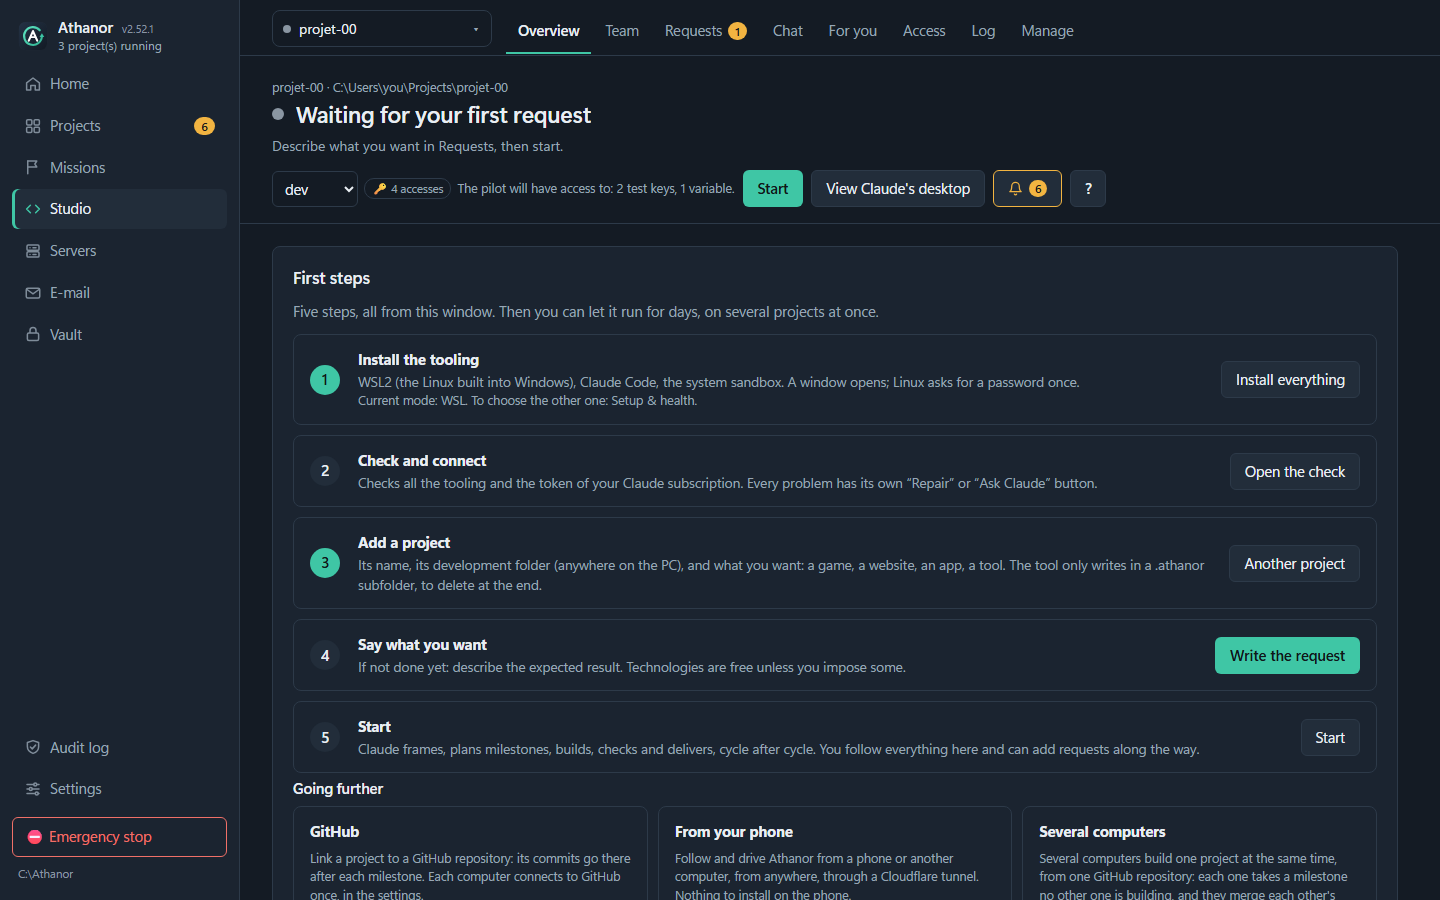 Athanor v2.52.1
3 project(s) running
Home
Projects 6
Missions
Studio
Servers
E-mail
Vault
Audit log
Settings
Emergency stop
C:\Athanor
projet-00
Overview Team Requests 1 Chat For you Access Log Manage
projet-00 · C:\Users\you\Projects\projet-00
Waiting for your first request
Describe what you want in Requests, then start.
dev 4 accesses The pilot will have access to: 2 test keys, 1 variable. Start View Claude's desktop 6 ?
First steps
Five steps, all from this window. Then you can let it run for days, on several projects at once.
1 Install the tooling
WSL2 (the Linux built into Windows), Claude Code, the system sandbox. A window opens; Linux asks for a password once.
Current mode: WSL. To choose the other one: Setup & health.
Install everything
2 Check and connect
Checks all the tooling and the token of your Claude subscription. Every problem has its own “Repair” or “Ask Claude” button.
Open the check
3 Add a project
Its name, its development folder (anywhere on the PC), and what you want: a game, a website, an app, a tool. The tool only writes in a .athanor
subfolder, to delete at the end.
Another project
4 Say what you want
If not done yet: describe the expected result. Technologies are free unless you impose some.
Write the request
5 Start
Claude frames, plans milestones, builds, checks and delivers, cycle after cycle. You follow everything here and can add requests along the way.
Start
Going further
GitHub
Link a project to a GitHub repository: its commits go there
after each milestone. Each computer connects to GitHub
once, in the settings.
From your phone
Follow and drive Athanor from a phone or another
computer, from anywhere, through a Cloudflare tunnel.
Nothing to install on the phone.
Several computers
Several computers build one project at the same time,
from one GitHub repository: each one takes a milestone
no other one is building, and they merge each other's